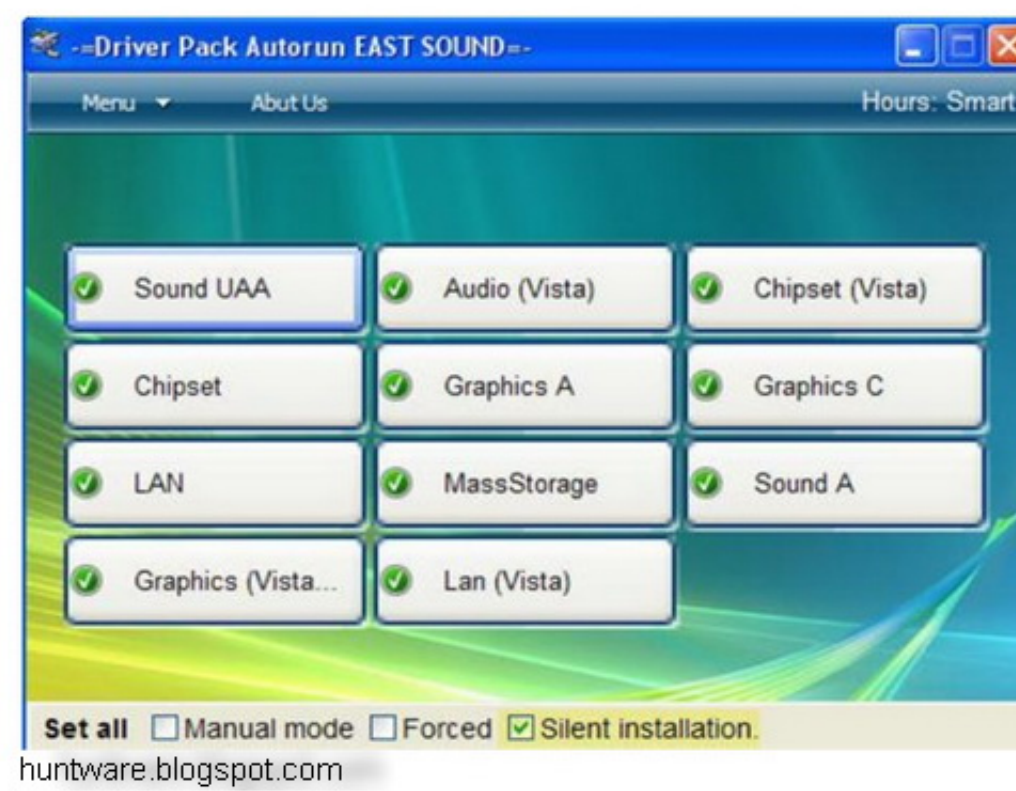 -=Driver Pack Autorun EAST SOUND=-
Menu Abut Us Hours: Smart
Sound UAA Audio (Vista) Chipset (Vista)
Chipset Graphics A Graphics C
LAN MassStorage Sound A
Graphics (Vista... Lan (Vista)
Set all Manual mode Forced Silent installation.
huntware.blogspot.com